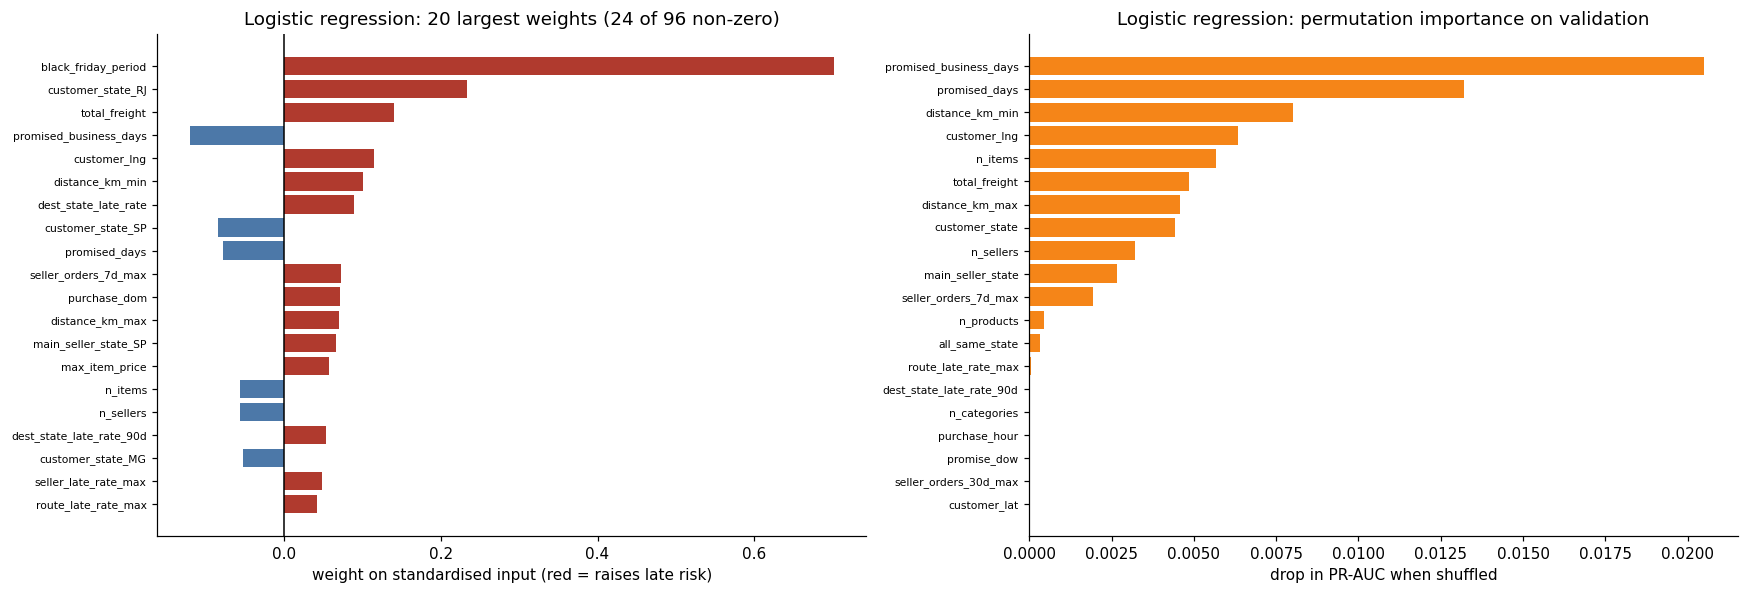 Logistic regression: 20 largest weights (24 of 96 non-zero)
black_friday_period
customer_state_RJ
total_freight
promised_business_days
customer_lng
distance_km_min
dest_state_late_rate
customer_state_SP
promised_days
seller_orders_7d_max
purchase_dom
distance_km_max
main_seller_state_SP
max_item_price
n_items
n_sellers
dest_state_late_rate_90d
customer_state_MG
seller_late_rate_max
route_late_rate_max
0.0 0.2 0.4 0.6
weight on standardised input (red = raises late risk)
Logistic regression: permutation importance on validation
promised_business_days
promised_days
distance_km_min
customer_lng
n_items
total_freight
distance_km_max
customer_state
n_sellers
main_seller_state
seller_orders_7d_max
n_products
all_same_state
route_late_rate_max
dest_state_late_rate_90d
n_categories
purchase_hour
promise_dow
seller_orders_30d_max
customer_lat
0.0000 0.0025 0.0050 0.0075 0.0100 0.0125 0.0150 0.0175 0.0200
drop in PR-AUC when shuffled